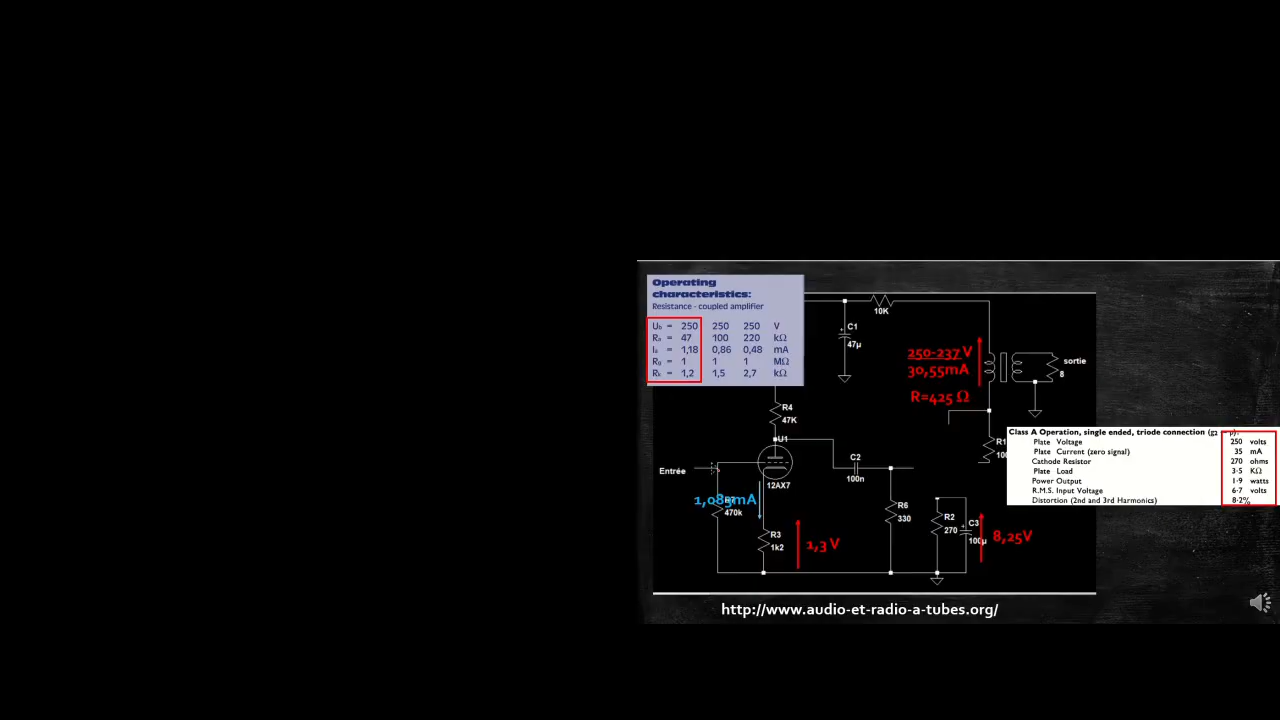 Operating
characteristics:
Resistance - coupled amplifier
Ub = 250 250 250 V
Ra = 47 100 220 kΩ
Ia = 1,18 0,86 0,48 mA
Rg = 1 1 1 MΩ
Rk = 1,2 1,5 2,7 kΩ
10K
C1
47µ
250-237 V
30,55mA
R=425 Ω
sortie
8
R4
47K
U1
12AX7
Entrée
1,085mA
470k
R3
1k2
1,3 V
C2
100n
R6
330
R2
270
C3
100µ
8,25V
Class A Operation, single ended, triode connection
Plate Voltage 250 volts
Plate Current (zero signal) 35 mA
Cathode Resistor 270 ohms
Plate Load 3·5 KΩ
Power Output 1·9 watts
R.M.S. Input Voltage 6·7 volts
Distortion (2nd and 3rd Harmonics) 8·2%
http://www.audio-et-radio-a-tubes.org/